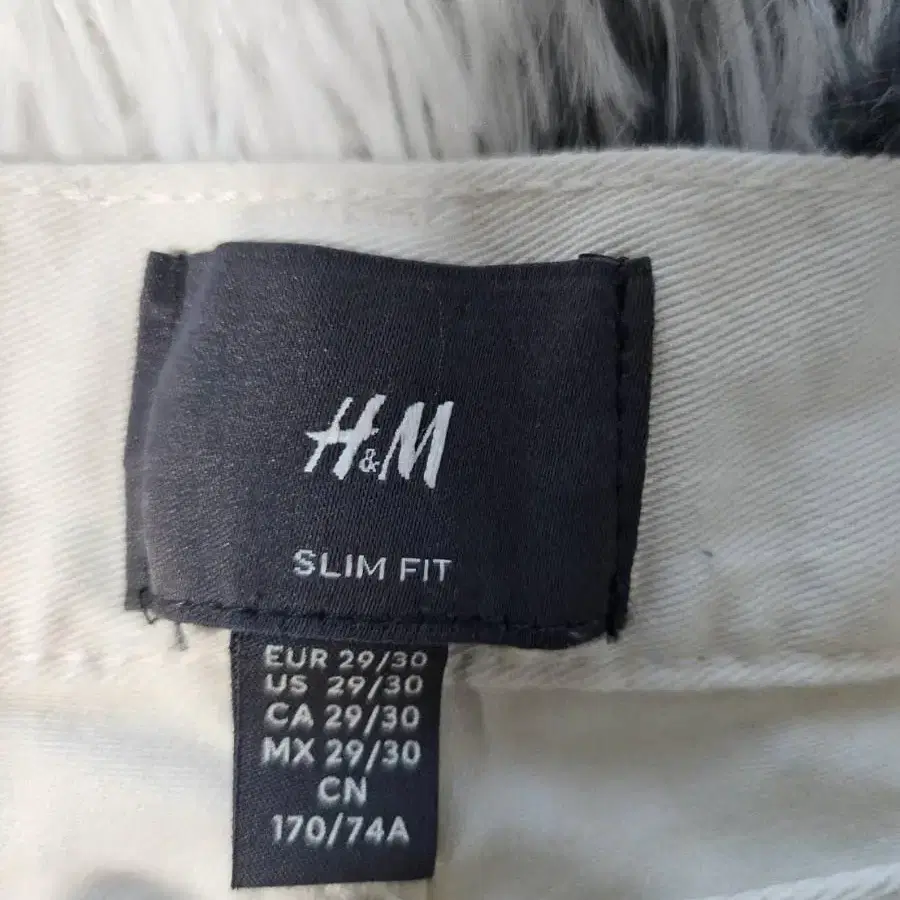 H&M
SLIM FIT
EUR 29/30
US 29/30
CA 29/30
MX 29/30
CN
170/74A